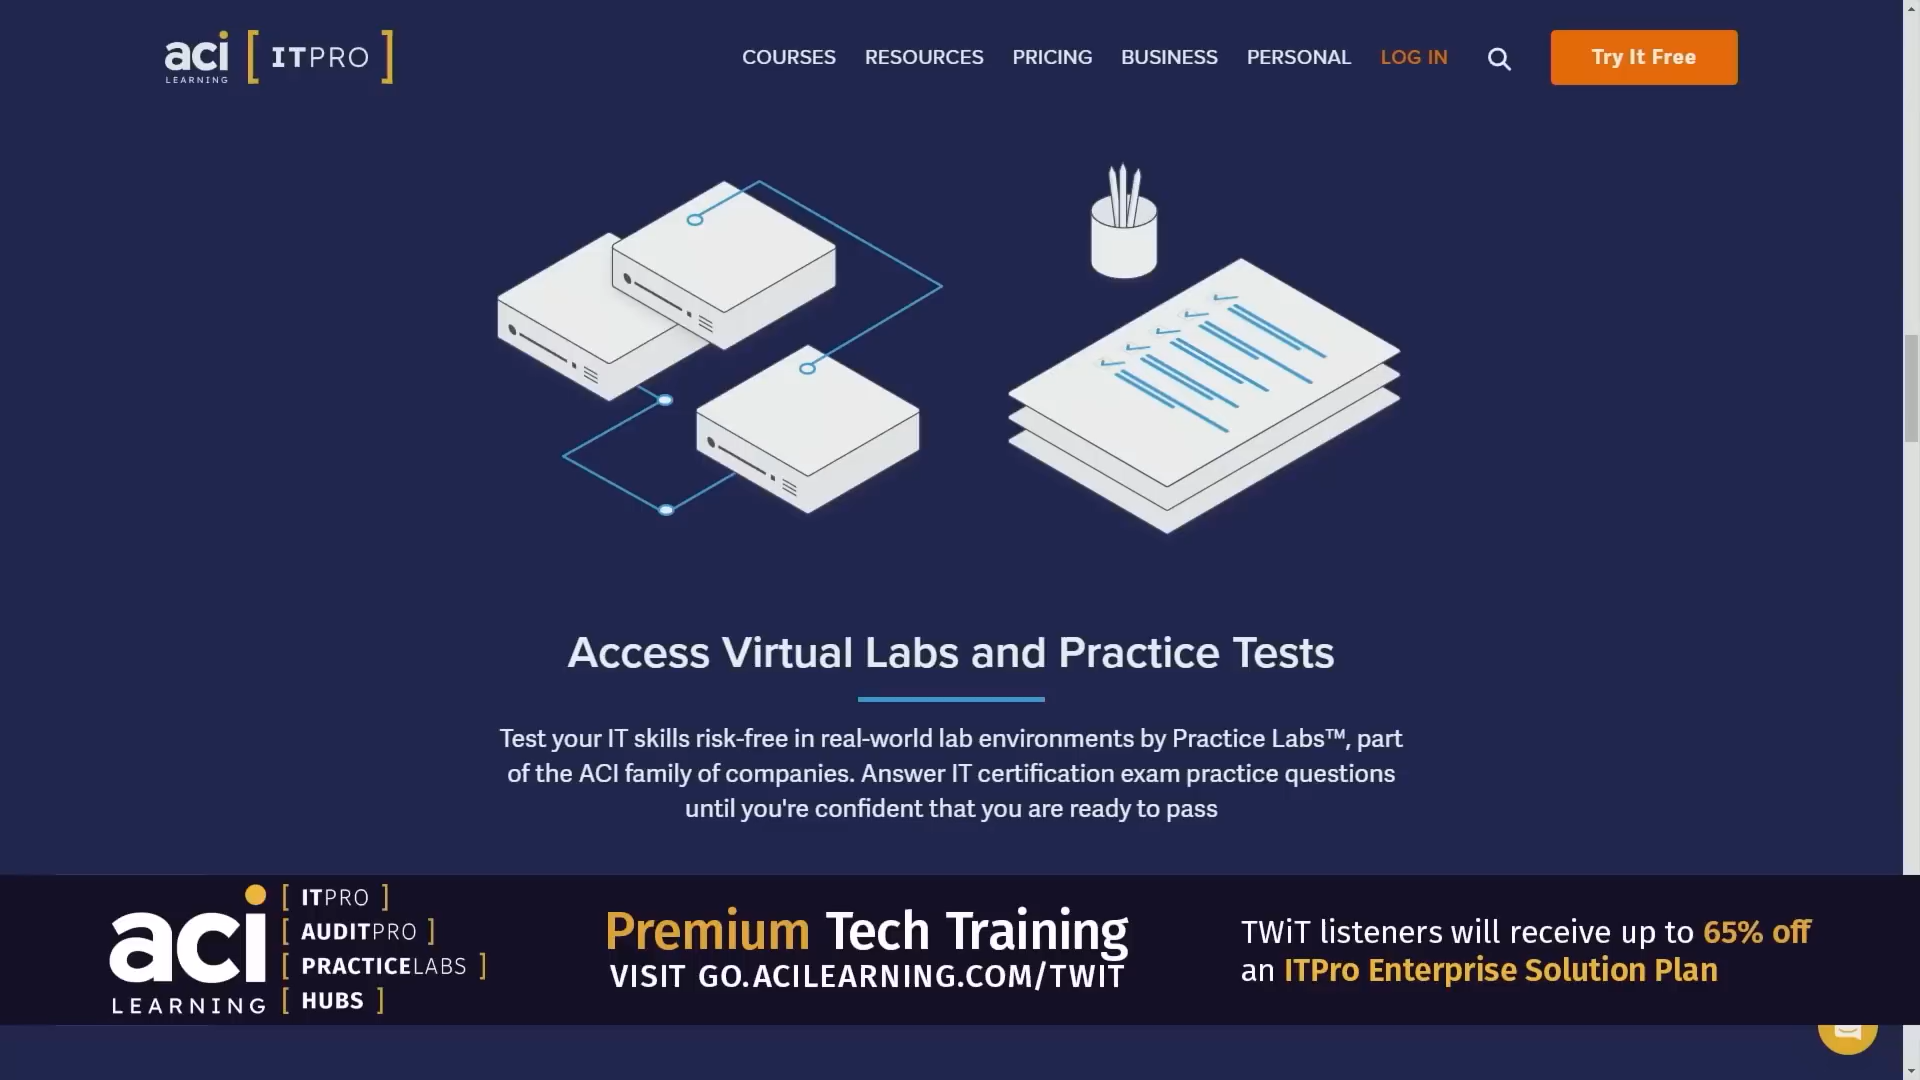 aci
LEARNING
[ ITPRO ]
COURSES
RESOURCES
PRICING
BUSINESS
PERSONAL
LOG IN
Try It Free
Access Virtual Labs and Practice Tests
Test your IT skills risk-free in real-world lab environments by Practice Labs™, part
of the ACI family of companies. Answer IT certification exam practice questions
until you're confident that you are ready to pass
aci
LEARNING
[ ITPRO ]
[ AUDITPRO ]
[ PRACTICELABS ]
[ HUBS ]
Premium Tech Training
VISIT GO.ACILEARNING.COM/TWIT
TWiT listeners will receive up to 65% off
an ITPro Enterprise Solution Plan